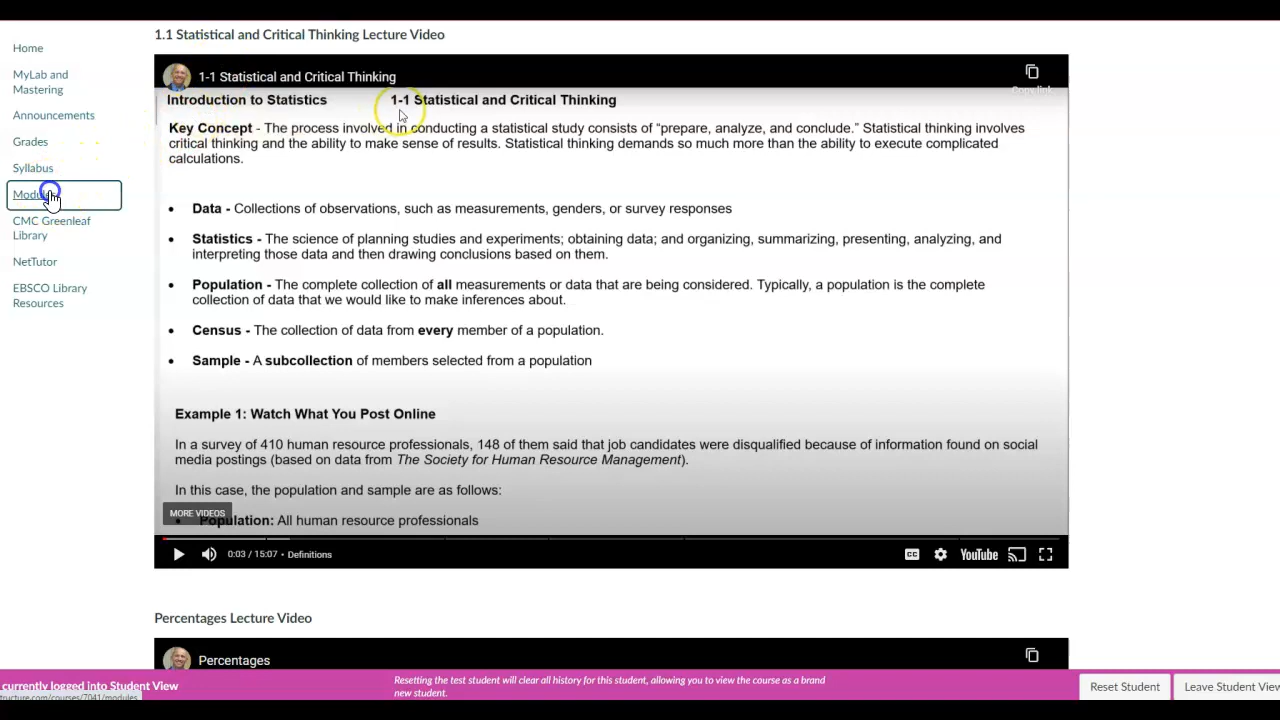 1.1 Statistical and Critical Thinking Lecture Video
Home
MyLab and
Mastering
Announcements
Grades
Syllabus
Modules
CMC Greenleaf
Library
NetTutor
EBSCO Library
Resources
1-1 Statistical and Critical Thinking
Copy link
Introduction to Statistics 1-1 Statistical and Critical Thinking
Key Concept - The process involved in conducting a statistical study consists of “prepare, analyze, and conclude.” Statistical thinking involves
critical thinking and the ability to make sense of results. Statistical thinking demands so much more than the ability to execute complicated
calculations.
• Data - Collections of observations, such as measurements, genders, or survey responses
• Statistics - The science of planning studies and experiments; obtaining data; and organizing, summarizing, presenting, analyzing, and
interpreting those data and then drawing conclusions based on them.
• Population - The complete collection of all measurements or data that are being considered. Typically, a population is the complete
collection of data that we would like to make inferences about.
• Census - The collection of data from every member of a population.
• Sample - A subcollection of members selected from a population
Example 1: Watch What You Post Online
In a survey of 410 human resource professionals, 148 of them said that job candidates were disqualified because of information found on social
media postings (based on data from The Society for Human Resource Management).
In this case, the population and sample are as follows:
MORE VIDEOS
• Population: All human resource professionals
0:03 / 15:07 • Definitions
CC
YouTube
Percentages Lecture Video
Percentages
currently logged into Student View
Resetting the test student will clear all history for this student, allowing you to view the course as a brand
new student.
Reset Student
Leave Student View
tructure.com/courses/7041/modules